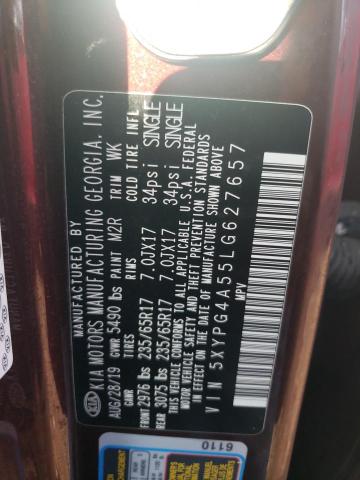 MANUFACTURED BY
KIA KIA MOTORS MANUFACTURING GEORGIA, INC.
AUG/28/19 GVWR 5490 lbs PAINT M2R TRIM WK
GAWR TIRES RIMS COLD TIRE INFL
FRONT 2976 lbs 235/65R17 7.0JX17 34psi SINGLE
REAR 3075 lbs 235/65R17 7.0JX17 34psi SINGLE
THIS VEHICLE CONFORMS TO ALL APPLICABLE U.S.A. FEDERAL
MOTOR VEHICLE SAFETY STANDARDS IN EFFECT ON THE DATE OF MANUFACTURE SHOWN ABOVE
VIN 5XYPG4A55LG627657
MPV
6110